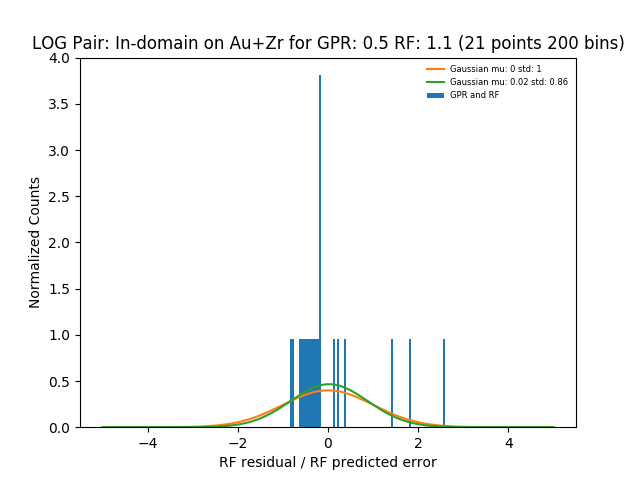 LOG Pair: In-domain on Au+Zr for GPR: 0.5 RF: 1.1 (21 points 200 bins)
Gaussian mu: 0 std: 1
Gaussian mu: 0.02 std: 0.86
GPR and RF
Normalized Counts
4.0
3.5
3.0
2.5
2.0
1.5
1.0
0.5
0.0
−4 −2 0 2 4
RF residual / RF predicted error